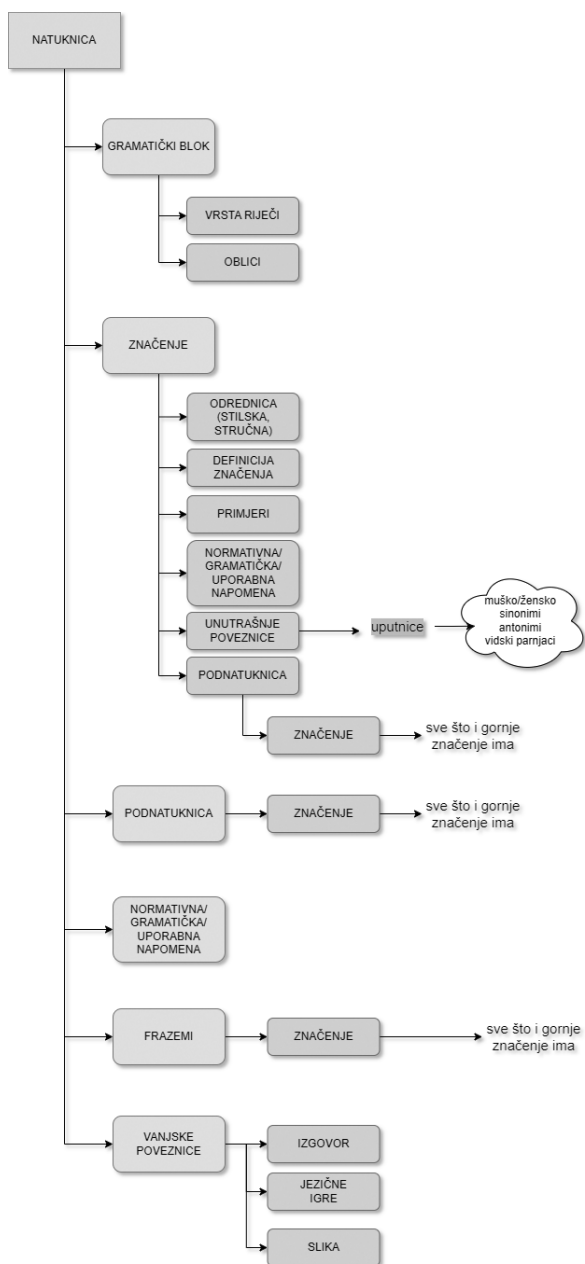 NATUKNICA
GRAMATIČKI BLOK
VRSTA RIJEČI
OBLICI
ZNAČENJE
ODREDNICA
(STILSKA,
STRUČNA)
DEFINICIJA
ZNAČENJA
PRIMJERI
NORMATIVNA/
GRAMATIČKA/
UPORABNA
NAPOMENA
UNUTRAŠNJE
POVEZNICE
uputnice
muško/žensko
sinonimi
antonimi
vidski parnjaci
PODNATUKNICA
ZNAČENJE
sve što i gornje
značenje ima
PODNATUKNICA
ZNAČENJE
sve što i gornje
značenje ima
NORMATIVNA/
GRAMATIČKA/
UPORABNA
NAPOMENA
FRAZEMI
ZNAČENJE
sve što i gornje
značenje ima
VANJSKE
POVEZNICE
IZGOVOR
JEZIČNE
IGRE
SLIKA